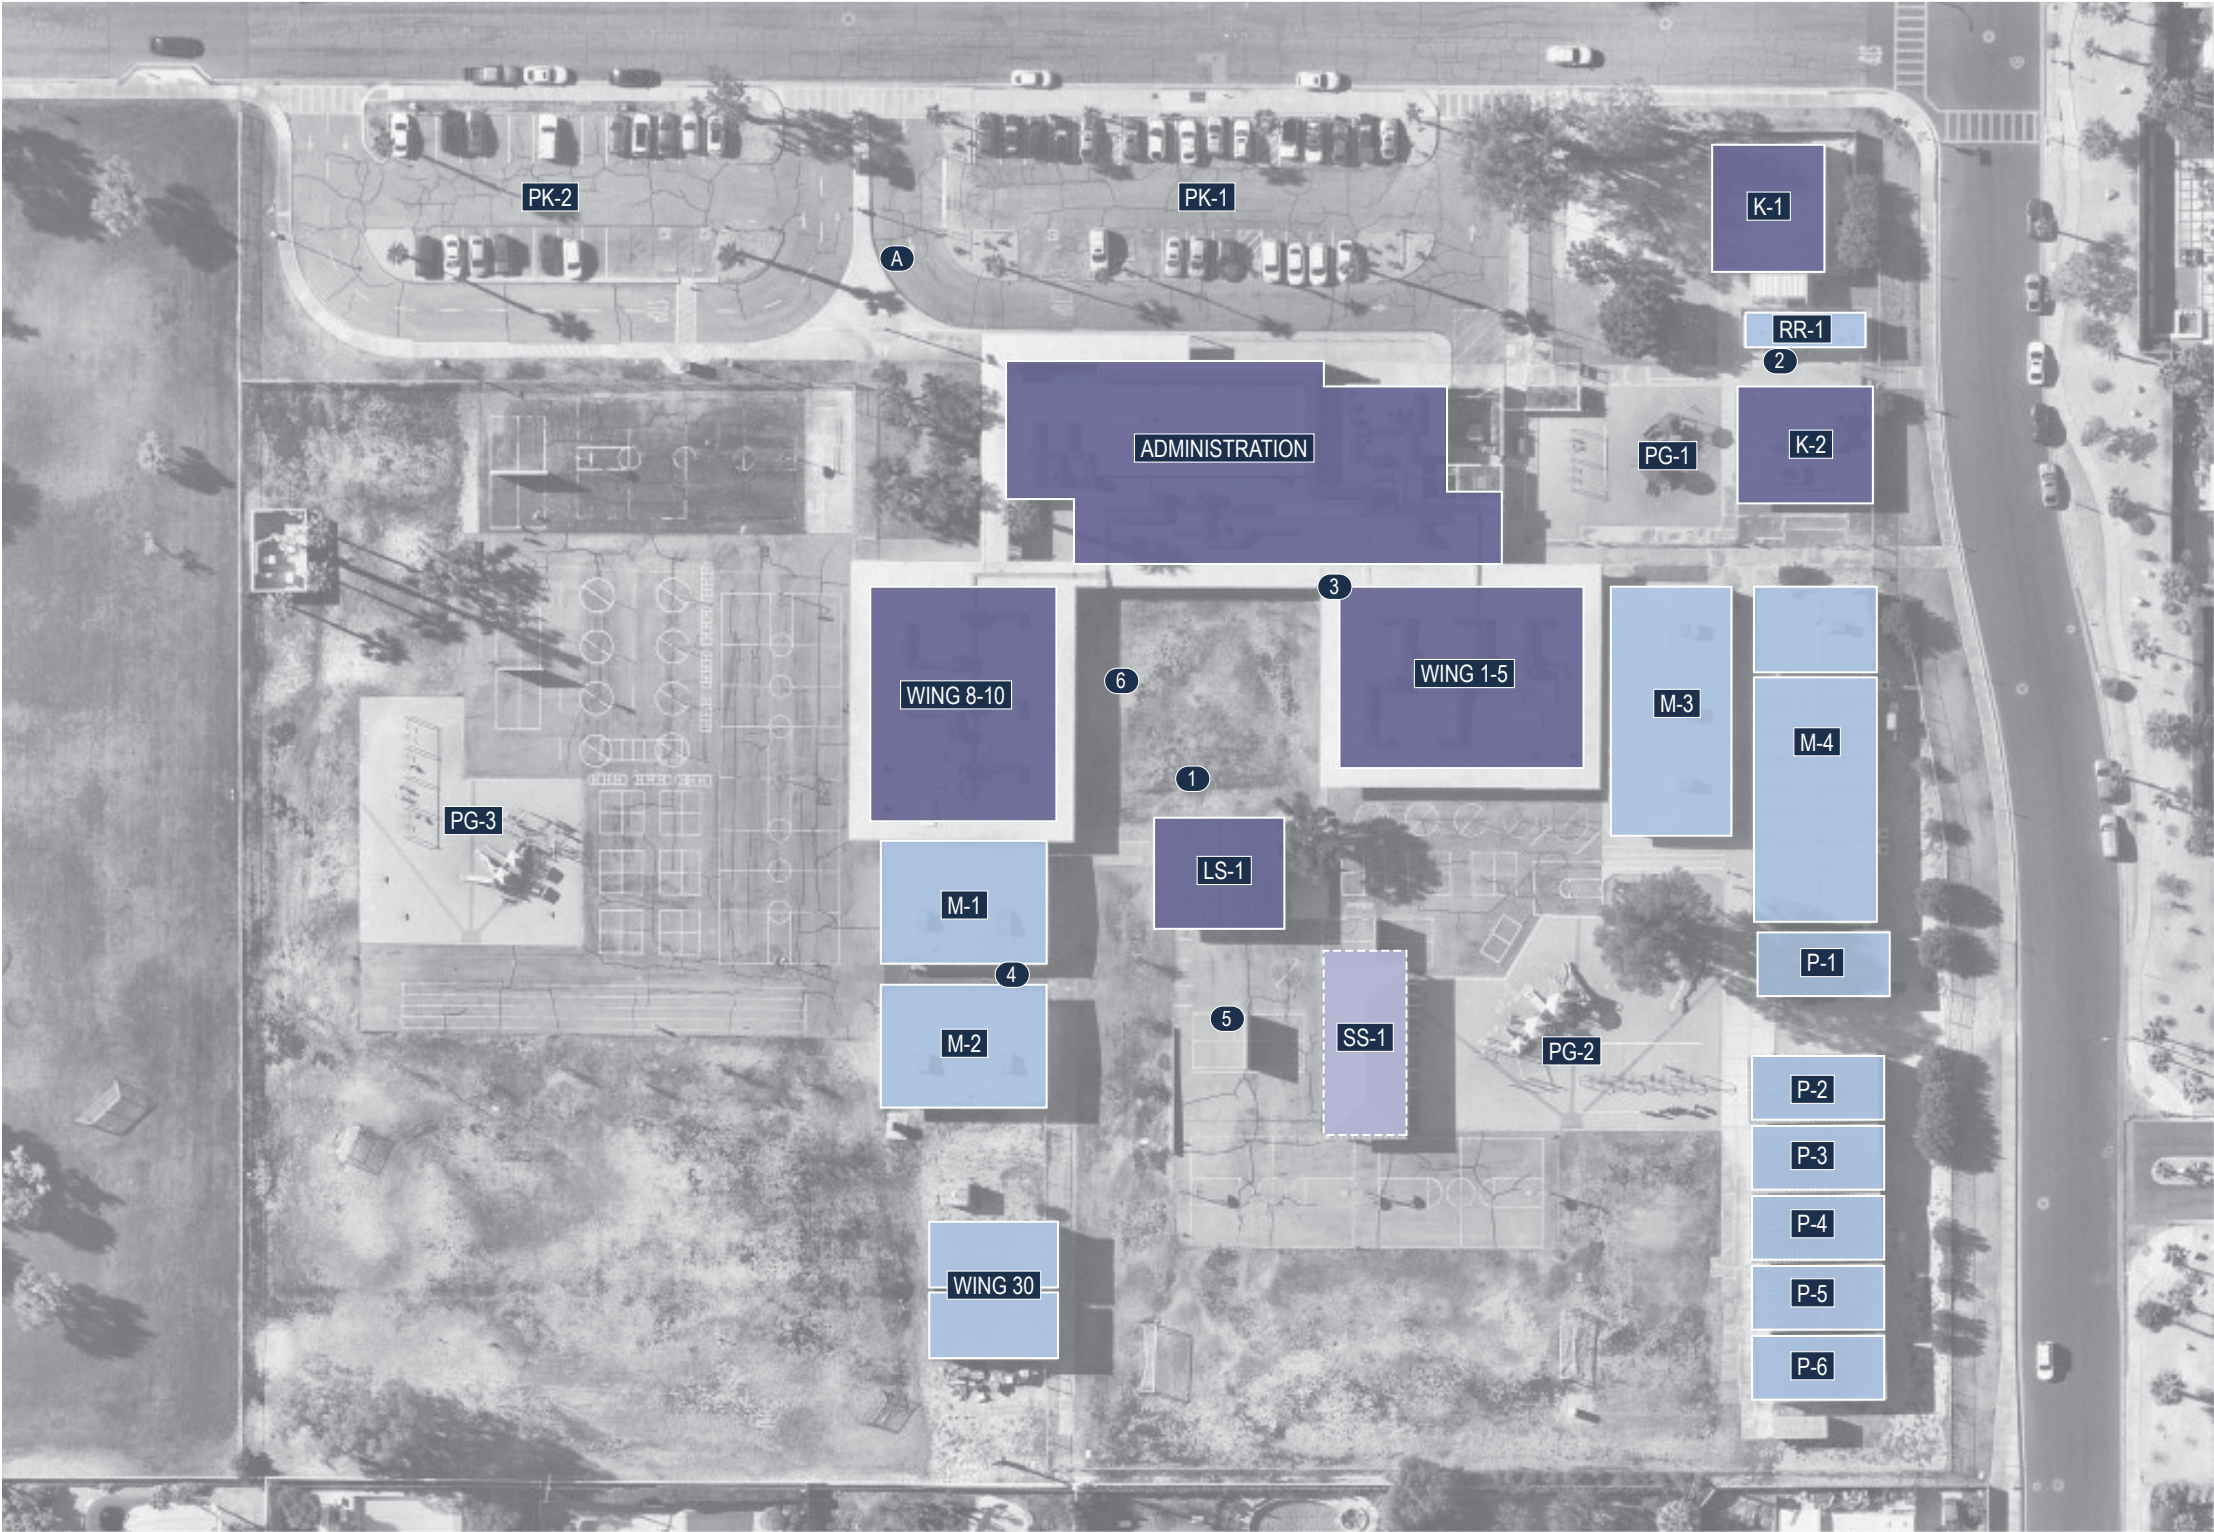 PK-2
PK-1
K-1
A
RR-1
2
ADMINISTRATION
K-2
PG-1
3
WING 8-10
6
WING 1-5
M-3
M-4
1
PG-3
LS-1
M-1
P-1
4
5
M-2
SS-1
PG-2
P-2
P-3
P-4
WING 30
P-5
P-6